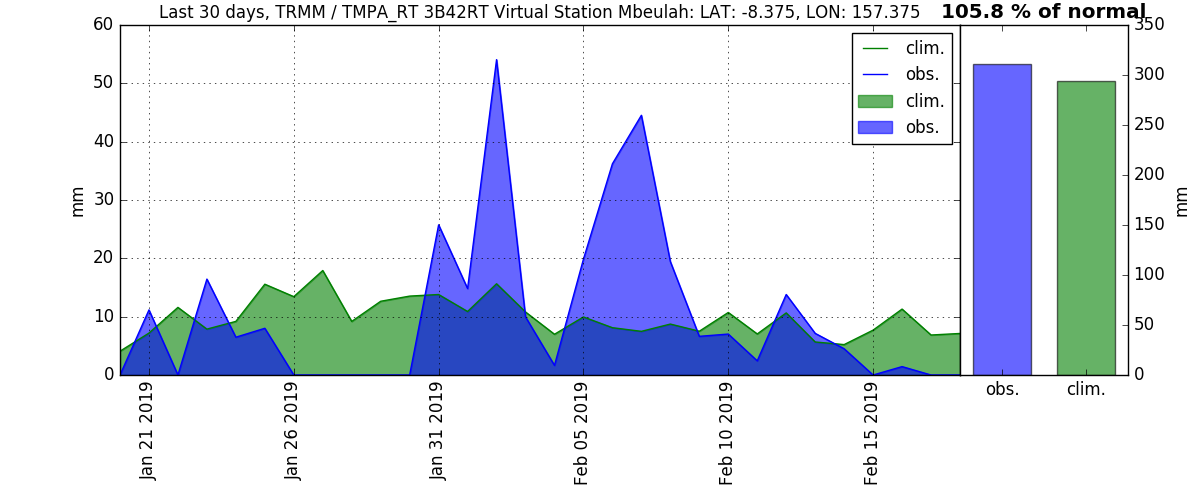 Last 30 days, TRMM / TMPA_RT 3B42RT Virtual Station Mbeulah: LAT: -8.375, LON: 157.375
105.8 % of normal
60
50
40
30
20
10
0
mm
clim.
obs.
clim.
obs.
Jan 21 2019
Jan 26 2019
Jan 31 2019
Feb 05 2019
Feb 10 2019
Feb 15 2019
350
300
250
200
150
100
50
0
mm
obs.
clim.